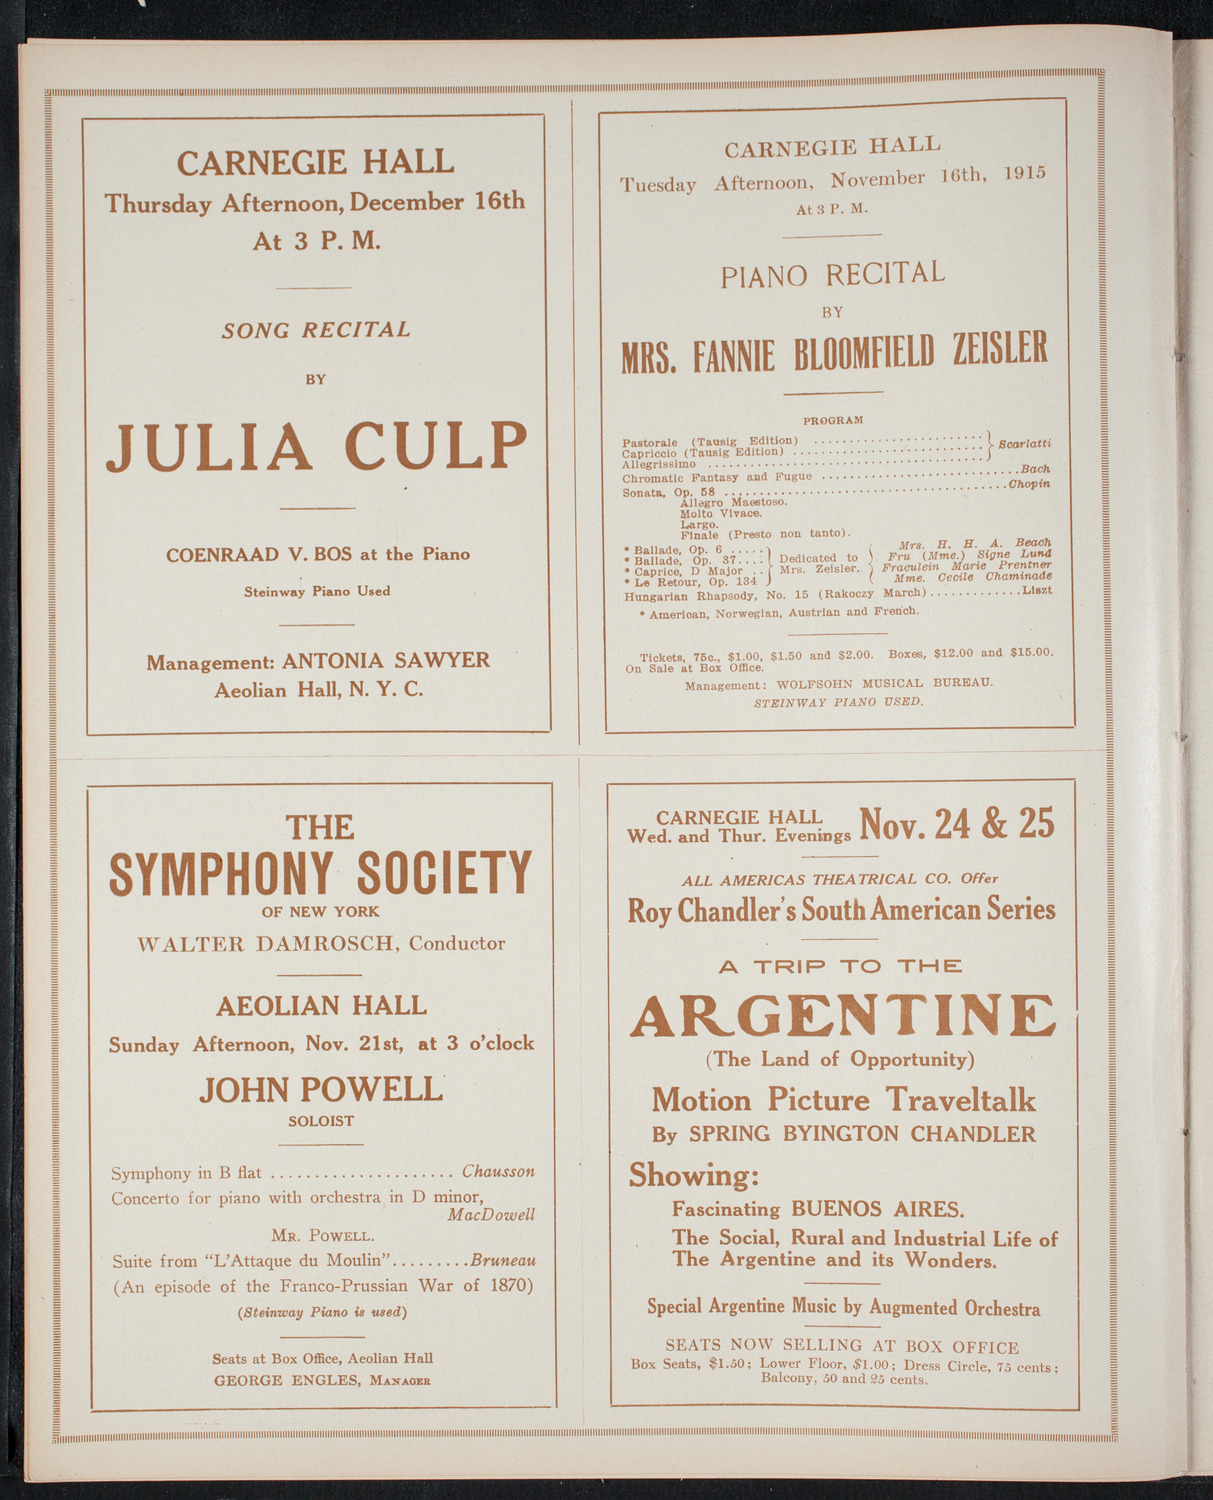 CARNEGIE HALL
Thursday Afternoon, December 16th
At 3 P. M.
SONG RECITAL
BY
JULIA CULP
COENRAAD V. BOS at the Piano
Steinway Piano Used
Management: ANTONIA SAWYER
Aeolian Hall, N. Y. C.
CARNEGIE HALL
Tuesday Afternoon, November 16th, 1915
At 3 P. M.
PIANO RECITAL
BY
MRS. FANNIE BLOOMFIELD ZEISLER
PROGRAM
Pastorale (Tausig Edition) ........................
Capriccio (Tausig Edition) ........................... } Scarlatti
Allegrissimo .......................................
Chromatic Fantasy and Fugue ............................Bach
Sonata, Op. 58 ........................................Chopin
Allegro Maestoso.
Molto Vivace.
Largo.
Finale (Presto non tanto).
* Ballade, Op. 6 ..... Mrs. H. H. A. Beach
* Ballade, Op. 37.... } Dedicated to { Fru (Mme.) Signe Lund
* Caprice, D Major .. { Mrs. Zeisler. } Fraeulein Marie Prentner
* Le Retour, Op. 134 } { Mme. Cecile Chaminade
Hungarian Rhapsody, No. 15 (Rakoczy March).............Liszt
* American, Norwegian, Austrian and French.
Tickets, 75c., $1.00, $1.50 and $2.00. Boxes, $12.00 and $15.00.
On Sale at Box Office.
Management: WOLFSOHN MUSICAL BUREAU.
STEINWAY PIANO USED.
THE
SYMPHONY SOCIETY
OF NEW YORK
WALTER DAMROSCH, Conductor
AEOLIAN HALL
Sunday Afternoon, Nov. 21st, at 3 o'clock
JOHN POWELL
SOLOIST
Symphony in B flat ..................... Chausson
Concerto for piano with orchestra in D minor,
MacDowell
MR. POWELL.
Suite from "L'Attaque du Moulin".........Bruneau
(An episode of the Franco-Prussian War of 1870)
(Steinway Piano is used)
Seats at Box Office, Aeolian Hall
GEORGE ENGLES, MANAGER
CARNEGIE HALL
Wed. and Thur. Evenings Nov. 24 & 25
ALL AMERICAS THEATRICAL CO. Offer
Roy Chandler's South American Series
A TRIP TO THE
ARGENTINE
(The Land of Opportunity)
Motion Picture Traveltalk
By SPRING BYINGTON CHANDLER
Showing:
Fascinating BUENOS AIRES.
The Social, Rural and Industrial Life of
The Argentine and its Wonders.
Special Argentine Music by Augmented Orchestra
SEATS NOW SELLING AT BOX OFFICE
Box Seats, $1.50; Lower Floor, $1.00; Dress Circle, 75 cents;
Balcony, 50 and 25 cents.